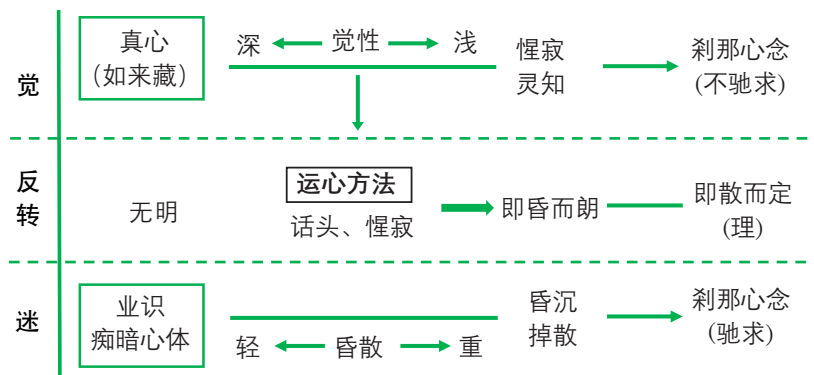 觉
真心
（如来藏）
深 觉性 浅
惺寂
灵知
刹那心念
(不驰求)
反
转
无明
运心方法
话头、惺寂
即昏而朗
即散而定
(理)
迷
业识
痴暗心体
轻 昏散 重
昏沉
掉散
刹那心念
(驰求)